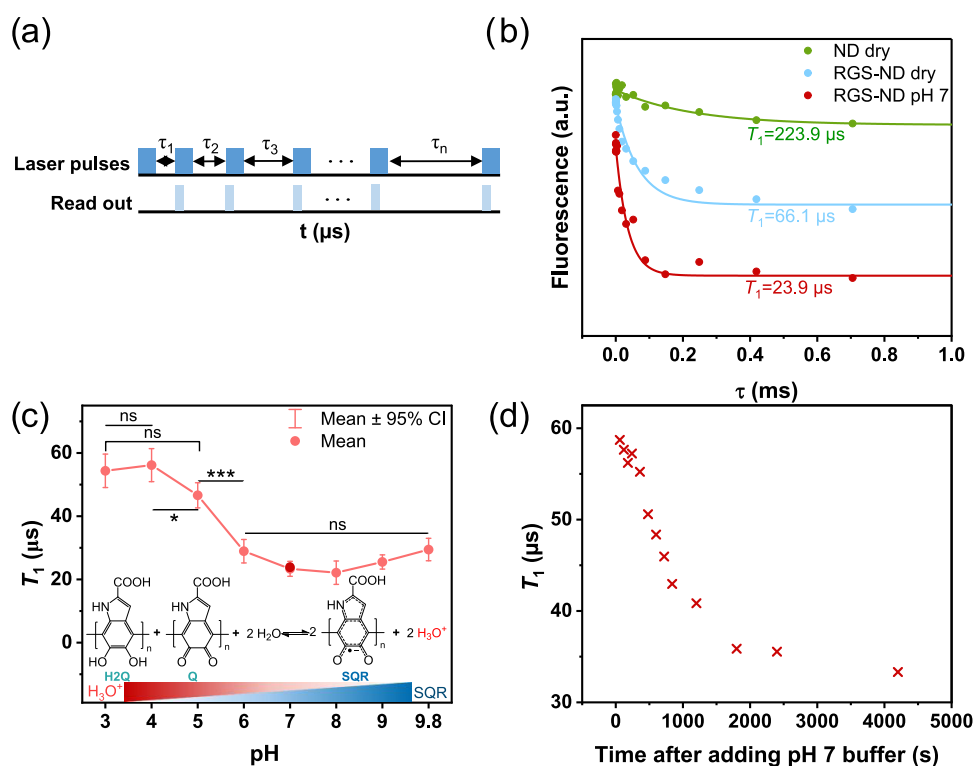 (a)
τ1 τ2 τ3 · · · τn
Laser pulses
Read out
· · ·
t (μs)
(b)
Fluorescence (a.u.)
ND dry
RGS-ND dry
RGS-ND pH 7
T1=223.9 μs
T1=66.1 μs
T1=23.9 μs
0.0 0.2 0.4 0.6 0.8 1.0
τ (ms)
(c)
T1 (μs)
60
40
20
0
ns
ns
***
*
ns
Mean ± 95% CI
Mean
COOH COOH COOH
HN HN HN
n + n + 2 H2O 2 n + 2 H3O+
HO OH O O O O
H2Q Q SQR
H3O+ SQR
3 4 5 6 7 8 9 9.8
pH
(d)
T1 (μs)
60
50
40
30
0 1000 2000 3000 4000 5000
Time after adding pH 7 buffer (s)